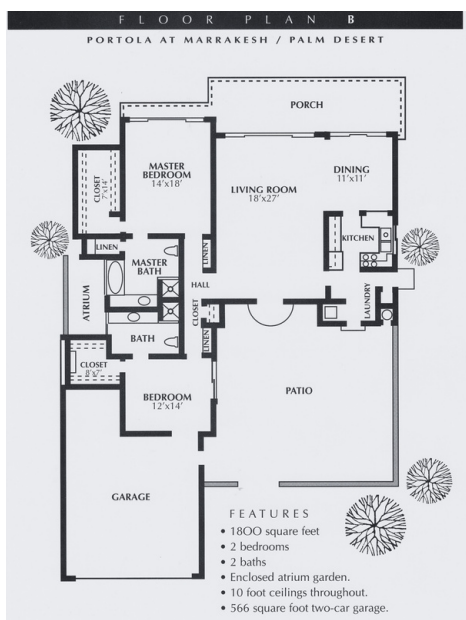 FLOOR PLAN B
PORTOLA AT MARRAKESH / PALM DESERT
PORCH
MASTER
BEDROOM
14'x18'
DINING
11'x11'
CLOSET
7'x14'
LIVING ROOM
18'x27'
KITCHEN
LINEN
LINEN
MASTER
BATH
HALL
ATRIUM
LAUNDRY
CLOSET
BATH
LINEN
CLOSET
8'x7'
BEDROOM
12'x14'
PATIO
GARAGE
FEATURES
• 18OO square feet
• 2 bedrooms
• 2 baths
• Enclosed atrium garden.
• 10 foot ceilings throughout.
• 566 square foot two-car garage.